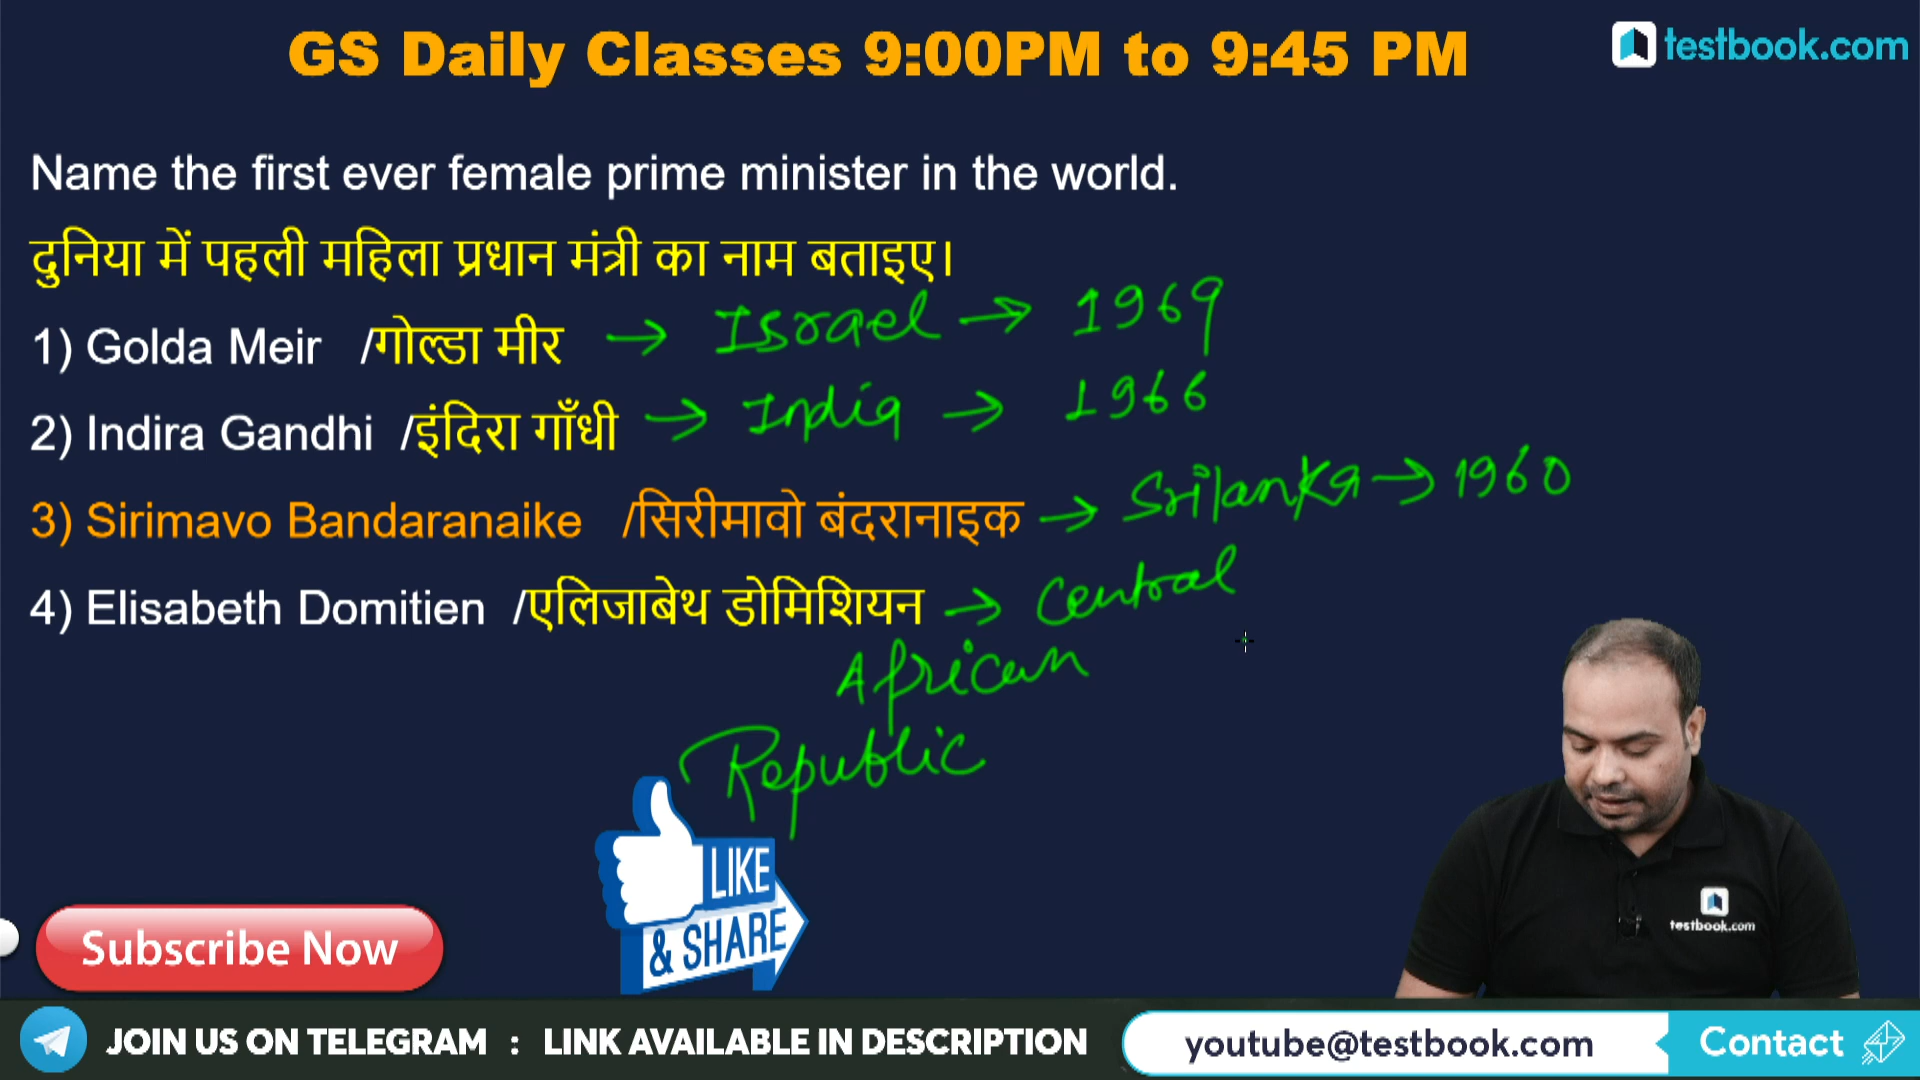 GS Daily Classes 9:00PM to 9:45 PM
testbook.com
Name the first ever female prime minister in the world.
दुनिया में पहली महिला प्रधान मंत्री का नाम बताइए।
1) Golda Meir /गोल्डा मीर → Israel → 1969
2) Indira Gandhi /इंदिरा गाँधी → India → 1966
3) Sirimavo Bandaranaike /सिरीमावो बंदरानाइक → Srilanka → 1960
4) Elisabeth Domitien /एलिजाबेथ डोमिशियन → Central
African
Republic
LIKE
& SHARE
testbook.com
Subscribe Now
JOIN US ON TELEGRAM : LINK AVAILABLE IN DESCRIPTION
youtube@testbook.com
Contact